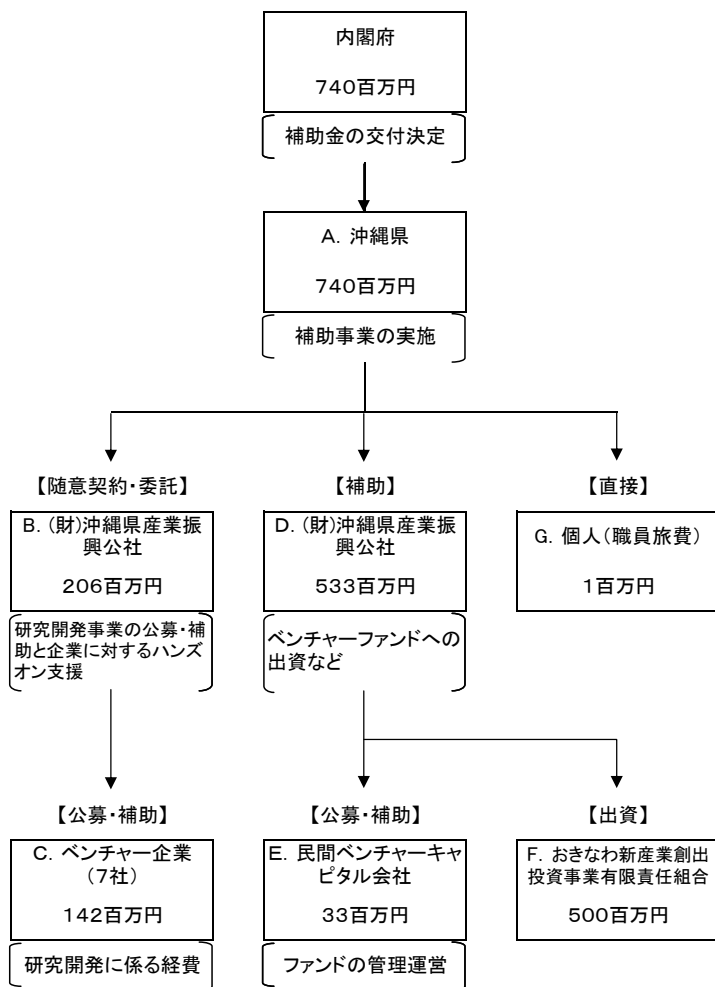 内閣府
740百万円
補助金の交付決定
A. 沖縄県
740百万円
補助事業の実施
【随意契約・委託】
B. (財)沖縄県産業振
興公社
206百万円
研究開発事業の公募・補
助と企業に対するハンズ
オン支援
【補助】
D. (財)沖縄県産業振
興公社
533百万円
ベンチャーファンドへの
出資など
【直接】
G. 個人(職員旅費)
1百万円
【公募・補助】
C. ベンチャー企業
(7社)
142百万円
研究開発に係る経費
【公募・補助】
E. 民間ベンチャーキャ
ピタル会社
33百万円
ファンドの管理運営
【出資】
F. おきなわ新産業創出
投資事業有限責任組合
500百万円